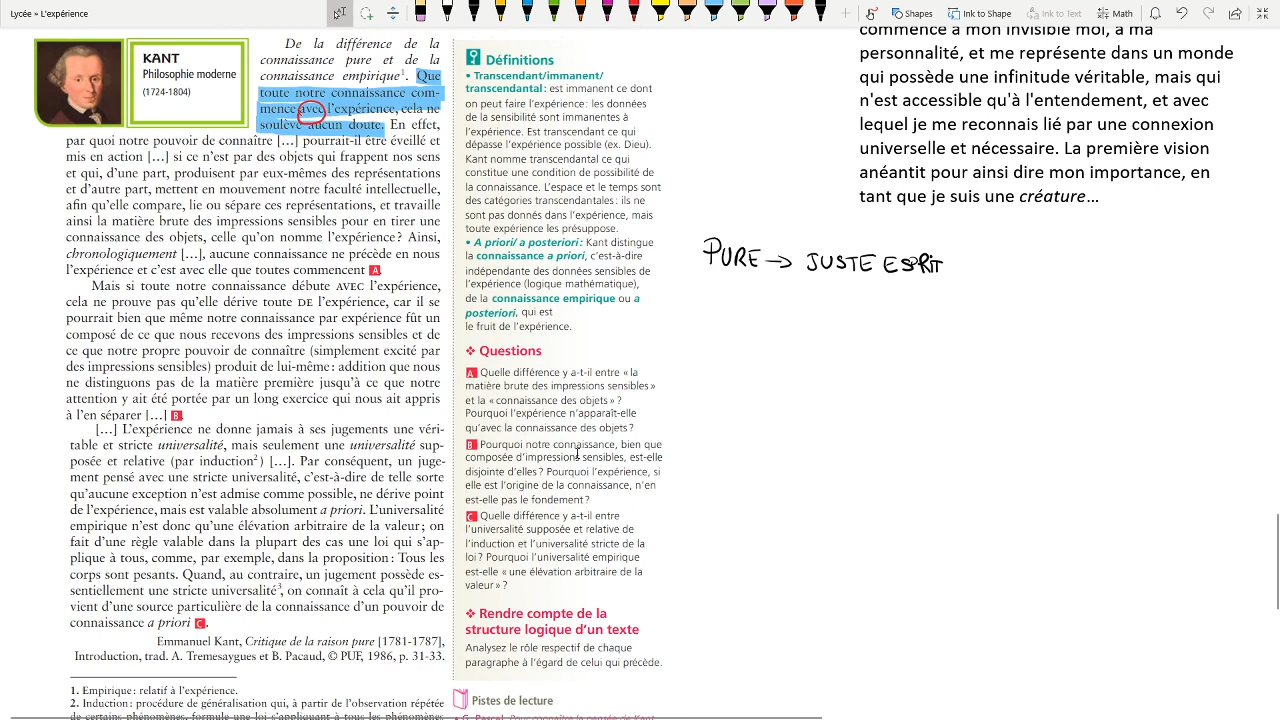 Lycée » L'expérience
Shapes
Ink to Shape
Ink to Text
Math
KANT
Philosophie moderne
(1724-1804)
De la différence de la
connaissance pure et de la
connaissance empirique1. Que
toute notre connaissance com-
mence avec l'expérience, cela ne
soulève aucun doute. En effet,
par quoi notre pouvoir de connaître [...] pourrait-il être éveillé et
mis en action [...] si ce n'est par des objets qui frappent nos sens
et qui, d'une part, produisent par eux-mêmes des représentations
et d'autre part, mettent en mouvement notre faculté intellectuelle,
afin qu'elle compare, lie ou sépare ces représentations, et travaille
ainsi la matière brute des impressions sensibles pour en tirer une
connaissance des objets, celle qu'on nomme l'expérience ? Ainsi,
chronologiquement [...], aucune connaissance ne précède en nous
l'expérience et c'est avec elle que toutes commencent A.
Mais si toute notre connaissance débute AVEC l'expérience,
cela ne prouve pas qu'elle dérive toute DE l'expérience, car il se
pourrait bien que même notre connaissance par expérience fût un
composé de ce que nous recevons des impressions sensibles et de
ce que notre propre pouvoir de connaître (simplement excité par
des impressions sensibles) produit de lui-même : addition que nous
ne distinguons pas de la matière première jusqu'à ce que notre
attention y ait été portée par un long exercice qui nous ait appris
à l'en séparer [...] B.
[...] L'expérience ne donne jamais à ses jugements une véri-
table et stricte universalité, mais seulement une universalité sup-
posée et relative (par induction2) [...]. Par conséquent, un juge-
ment pensé avec une stricte universalité, c'est-à-dire de telle sorte
qu'aucune exception n'est admise comme possible, ne dérive point
de l'expérience, mais est valable absolument a priori. L'universalité
empirique n'est donc qu'une élévation arbitraire de la valeur ; on
fait d'une règle valable dans la plupart des cas une loi qui s'ap-
plique à tous, comme, par exemple, dans la proposition : Tous les
corps sont pesants. Quand, au contraire, un jugement possède es-
sentiellement une stricte universalité3, on connaît à cela qu'il pro-
vient d'une source particulière de la connaissance d'un pouvoir de
connaissance a priori C.
Emmanuel Kant, Critique de la raison pure [1781-1787],
Introduction, trad. A. Tremesaygues et B. Pacaud, © PUF, 1986, p. 31-33.
1. Empirique : relatif à l'expérience.
2. Induction : procédure de généralisation qui, à partir de l'observation répétée
de certains phénomènes, formule une loi s'appliquant à tous les phénomènes
Définitions
• Transcendant/immanent/
transcendantal : est immanent ce dont
on peut faire l'expérience : les données
de la sensibilité sont immanentes à
l'expérience. Est transcendant ce qui
dépasse l'expérience possible (ex. Dieu).
Kant nomme transcendantal ce qui
constitue une condition de possibilité de
la connaissance. L'espace et le temps sont
des catégories transcendantales : ils ne
sont pas donnés dans l'expérience, mais
toute expérience les présuppose.
• A priori/ a posteriori : Kant distingue
la connaissance a priori, c'est-à-dire
indépendante des données sensibles de
l'expérience (logique mathématique),
de la connaissance empirique ou a
posteriori, qui est
le fruit de l'expérience.
❖ Questions
A Quelle différence y a-t-il entre « la
matière brute des impressions sensibles »
et la « connaissance des objets » ?
Pourquoi l'expérience n'apparaît-elle
qu'avec la connaissance des objets ?
B Pourquoi notre connaissance, bien que
composée d'impressions sensibles, est-elle
disjointe d'elles ? Pourquoi l'expérience, si
elle est l'origine de la connaissance, n'en
est-elle pas le fondement ?
C Quelle différence y a-t-il entre
l'universalité supposée et relative de
l'induction et l'universalité stricte de la
loi ? Pourquoi l'universalité empirique
est-elle « une élévation arbitraire de la
valeur » ?
❖ Rendre compte de la
structure logique d'un texte
Analysez le rôle respectif de chaque
paragraphe à l'égard de celui qui précède.
Pistes de lecture
• G. Pascal, Pour connaître la pensée de Kant
commence à mon invisible moi, à ma
personnalité, et me représente dans un monde
qui possède une infinitude véritable, mais qui
n'est accessible qu'à l'entendement, et avec
lequel je me reconnais lié par une connexion
universelle et nécessaire. La première vision
anéantit pour ainsi dire mon importance, en
tant que je suis une créature...
PURE → JUSTE ESPRIT